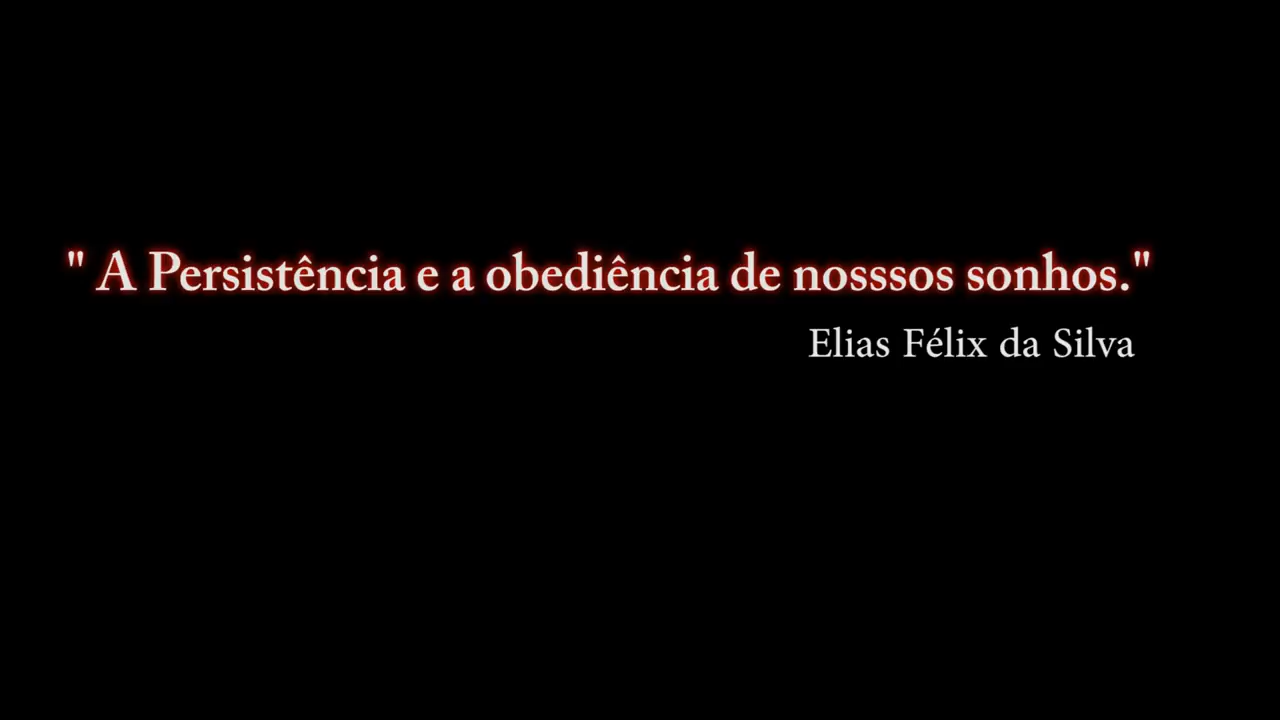 " A Persistência e a obediência de nosssos sonhos."
Elias Félix da Silva